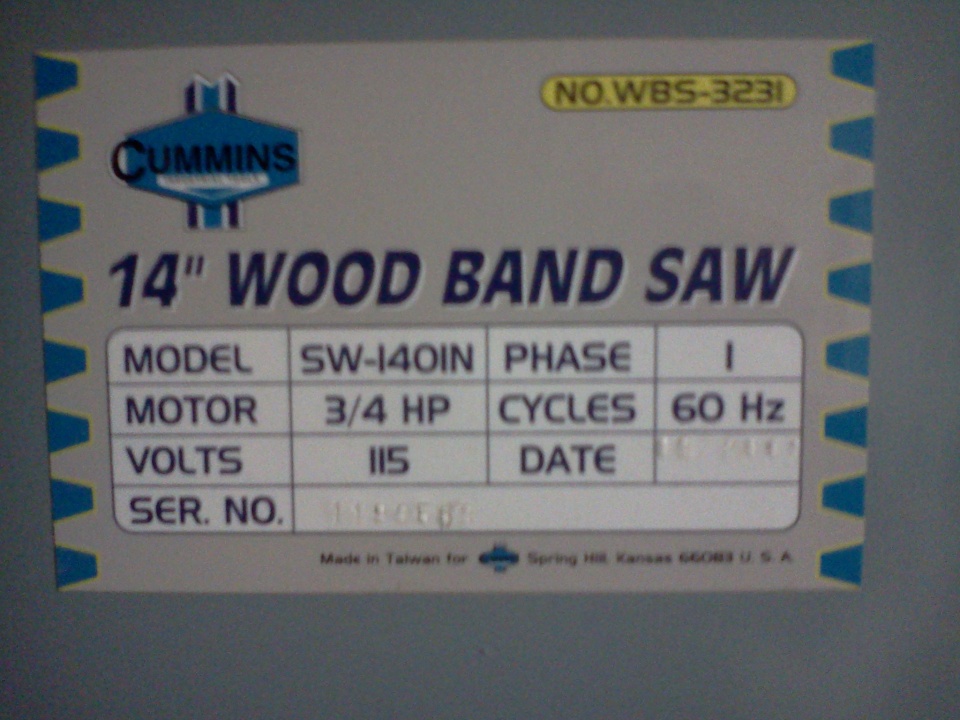 NO.WBS-3231
CUMMINS
14" WOOD BAND SAW
MODEL SW-1401N PHASE 1
MOTOR 3/4 HP CYCLES 60 Hz
VOLTS 115 DATE
SER. NO.
Made in Taiwan for Spring Hill, Kansas 66083 U. S. A.